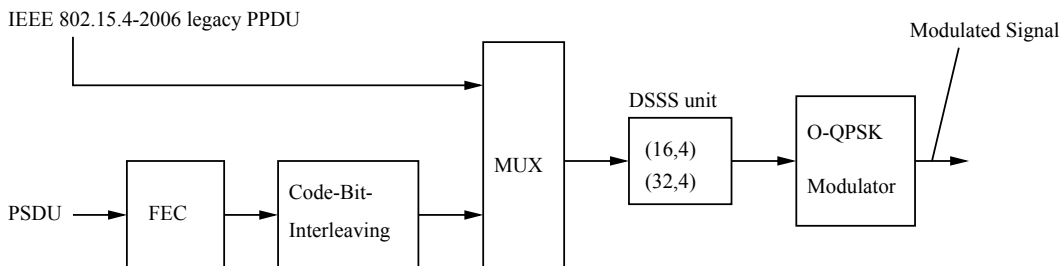 IEEE 802.15.4-2006 legacy PPDU
Modulated Signal
DSSS unit
(16,4)
(32,4)
O-QPSK
Modulator
MUX
Code-Bit-
Interleaving
FEC
PSDU